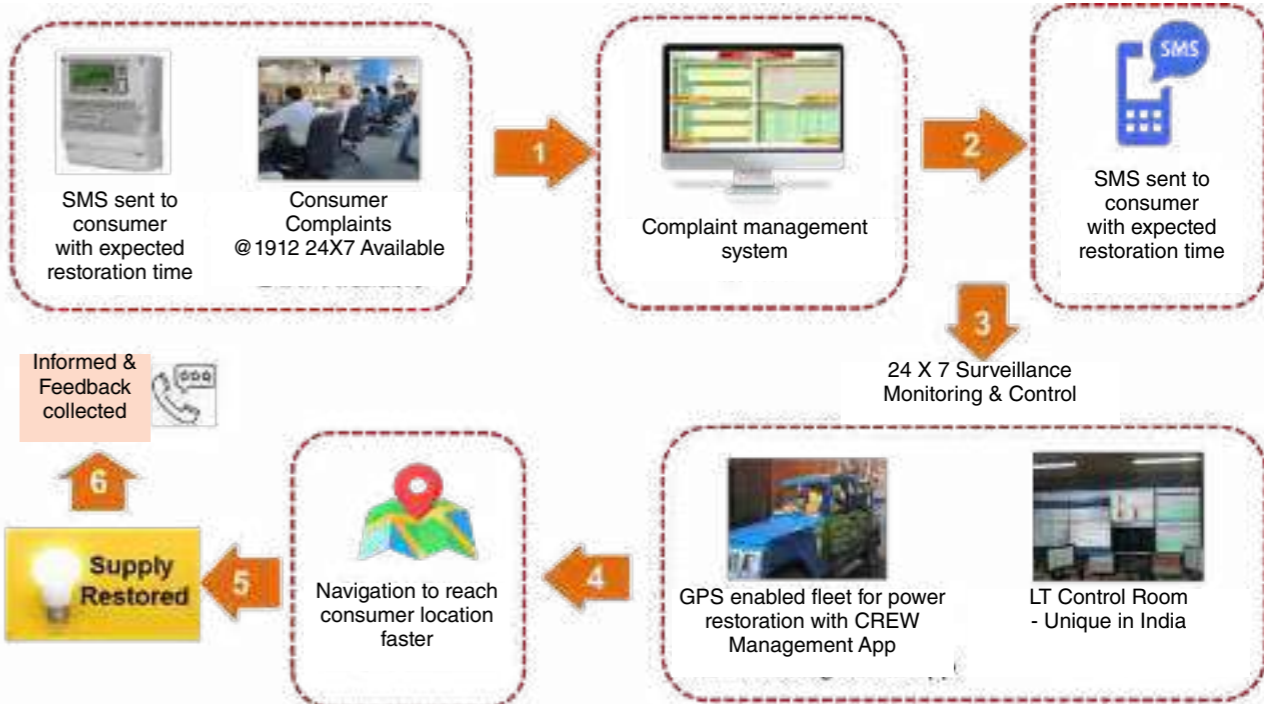 SMS sent to
consumer
with expected
restoration time
Consumer
Complaints
@1912 24X7 Available
1
Complaint management
system
2
SMS
SMS sent to
consumer
with expected
restoration time
3
24 X 7 Surveillance
Monitoring & Control
Informed &
Feedback
collected
6
Supply
Restored
5
Navigation to reach
consumer location
faster
4
GPS enabled fleet for power
restoration with CREW
Management App
LT Control Room
- Unique in India